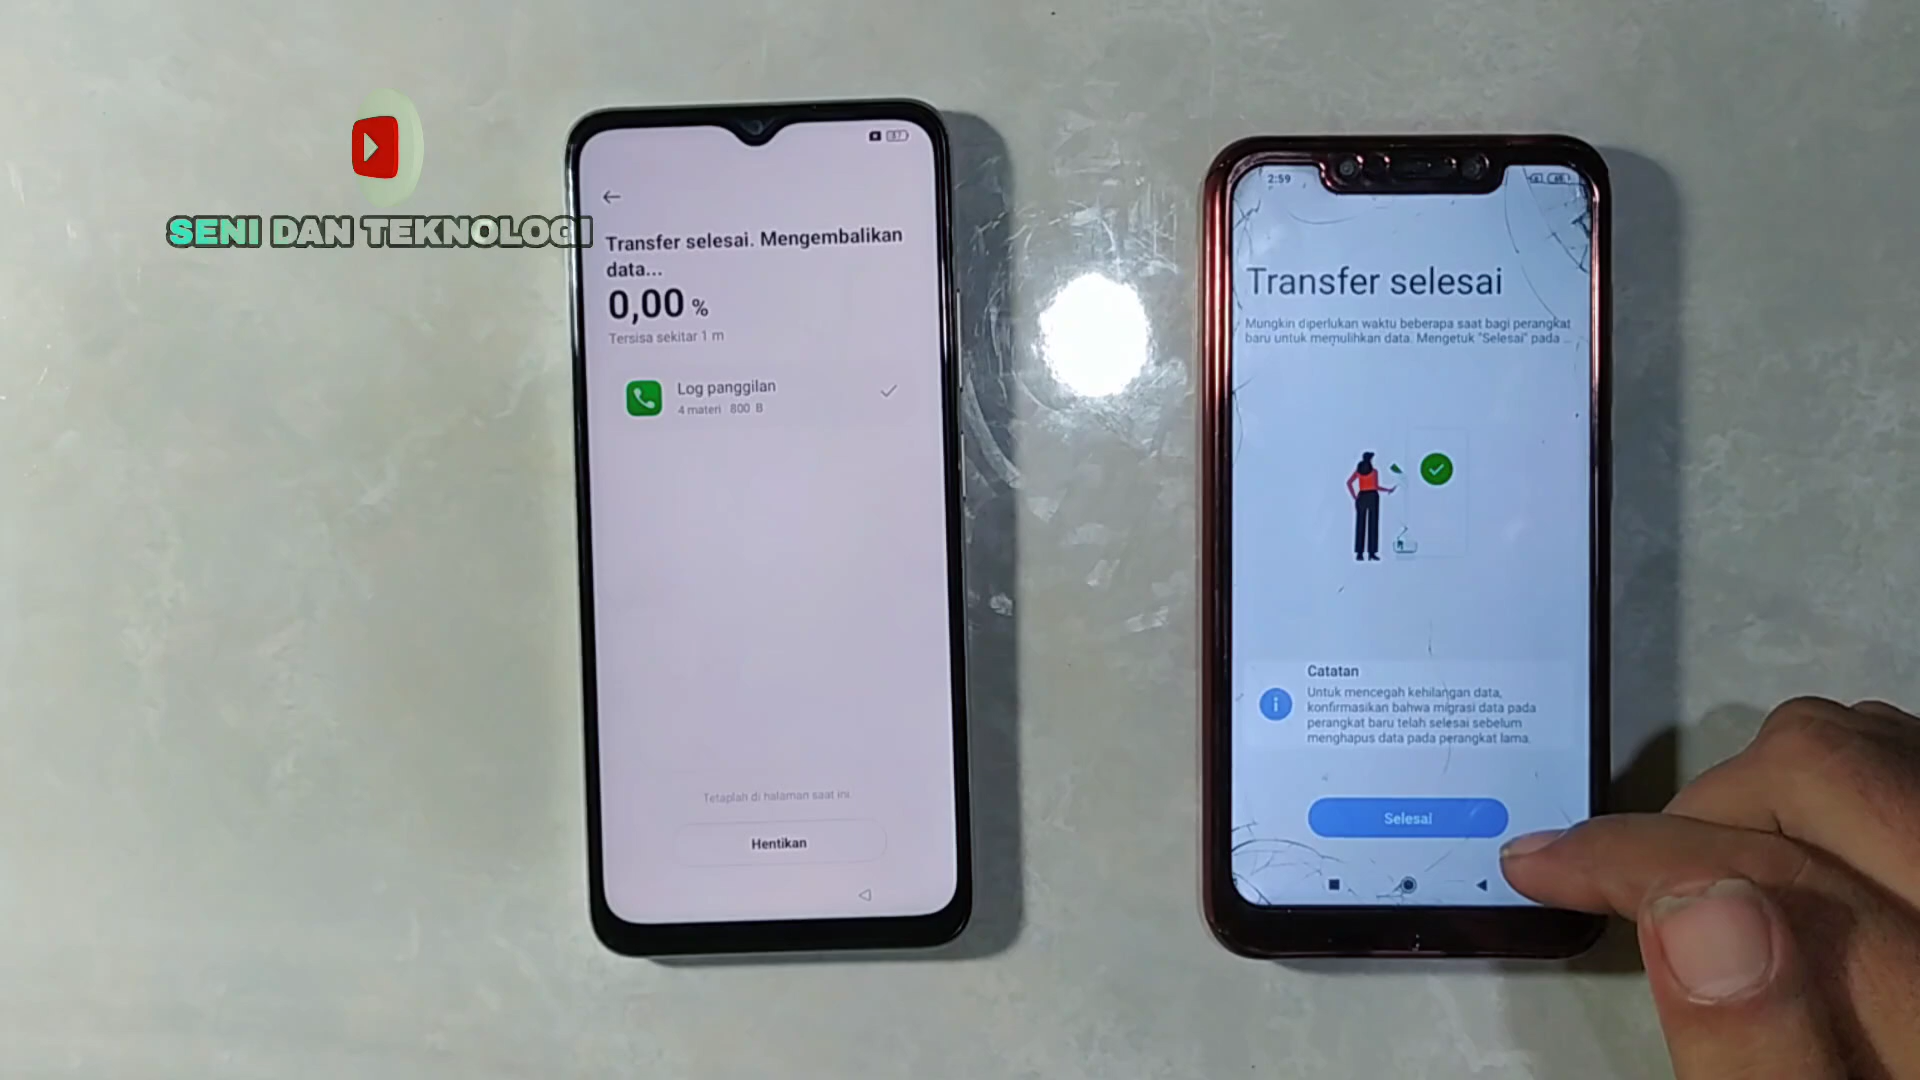 SENI DAN TEKNOLOGI
Transfer selesai. Mengembalikan
data...
0,00 %
Tersisa sekitar 1 m
Log panggilan
4 materi 800 B
Tetaplah di halaman saat ini.
Hentikan
2:59
Transfer selesai
Mungkin diperlukan waktu beberapa saat bagi perangkat
baru untuk memulihkan data. Mengetuk "Selesai" pada ...
Catatan
Untuk mencegah kehilangan data,
konfirmasikan bahwa migrasi data pada
perangkat baru telah selesai sebelum
menghapus data pada perangkat lama.
Selesai